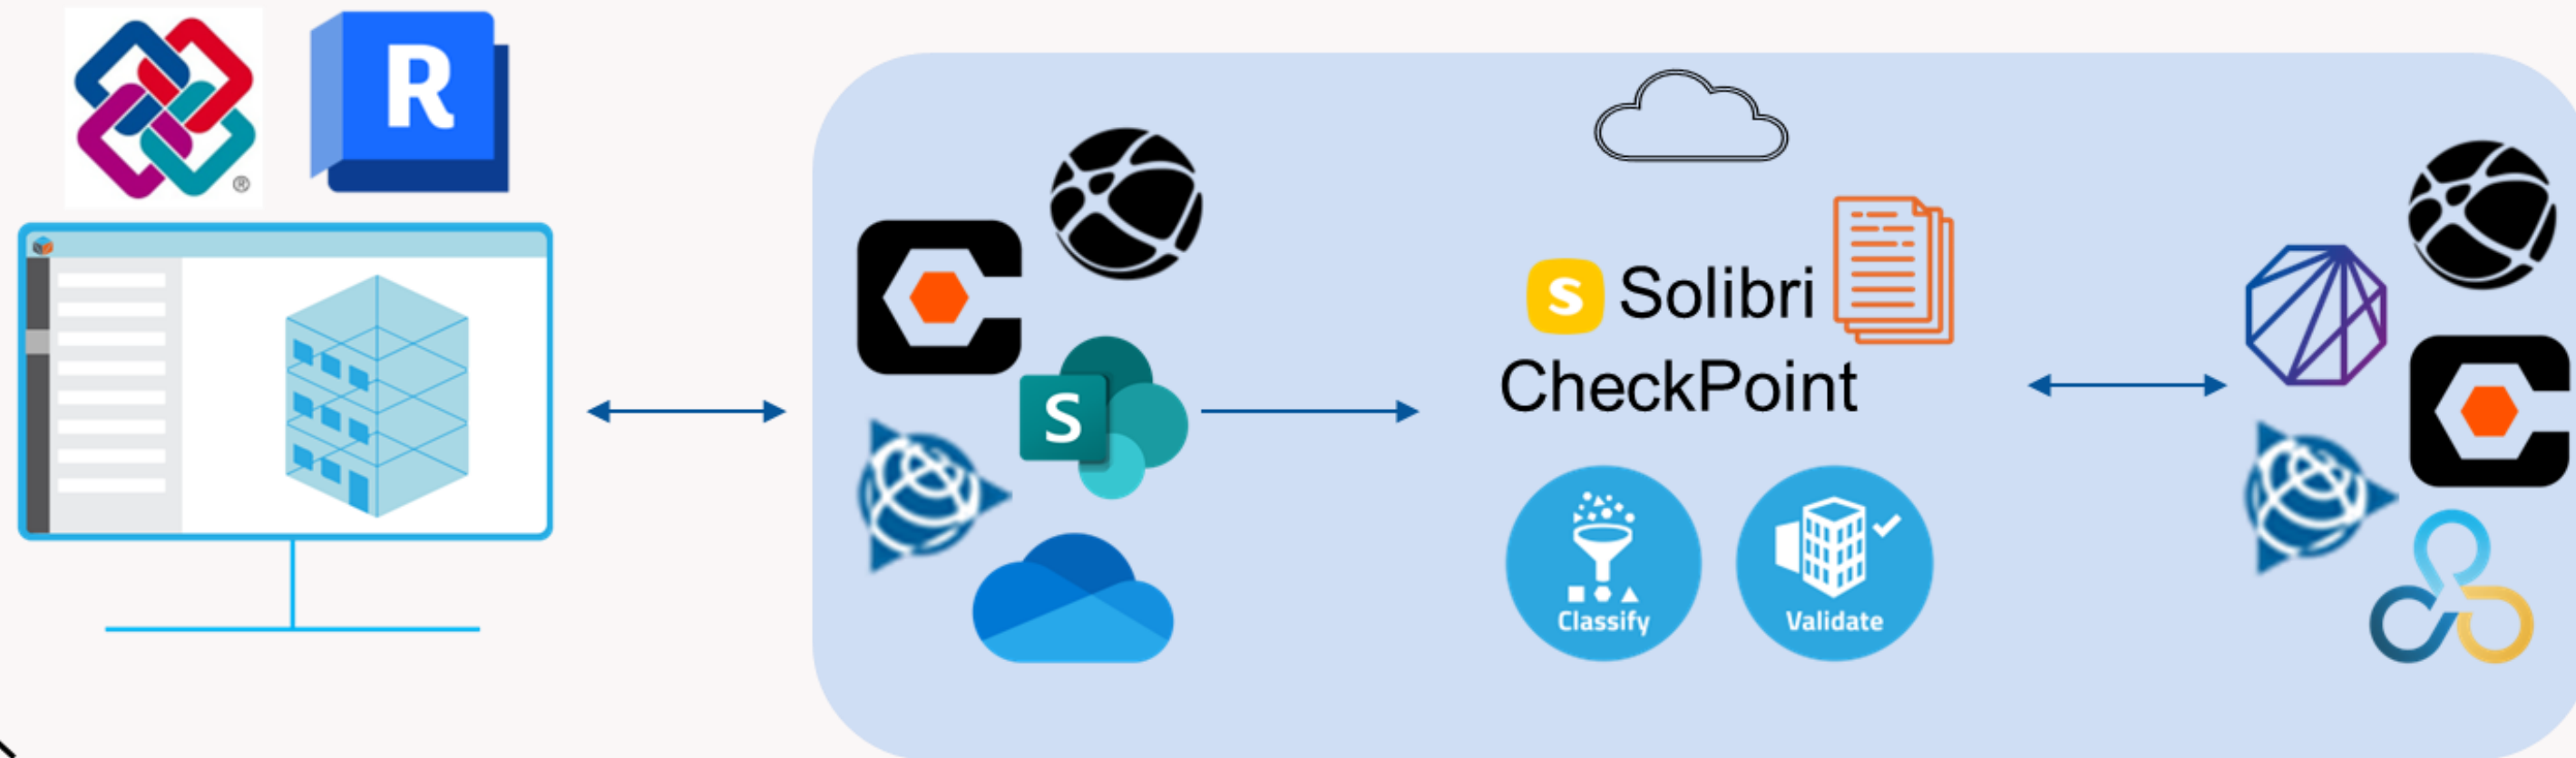 R
®
S
S Solibri
CheckPoint
Classify
Validate